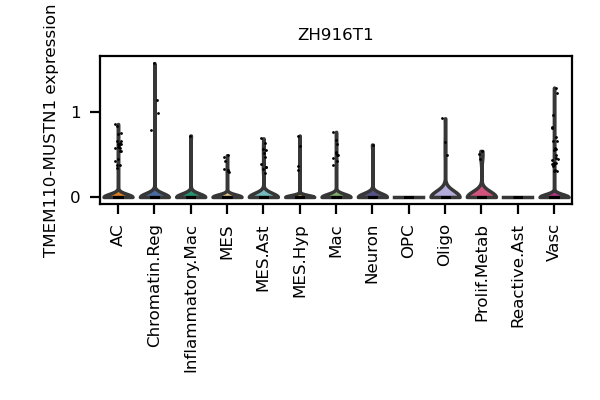 ZH916T1
TMEM110-MUSTN1 expression
1
0
AC
Chromatin.Reg
Inflammatory.Mac
MES
MES.Ast
MES.Hyp
Mac
Neuron
OPC
Oligo
Prolif.Metab
Reactive.Ast
Vasc